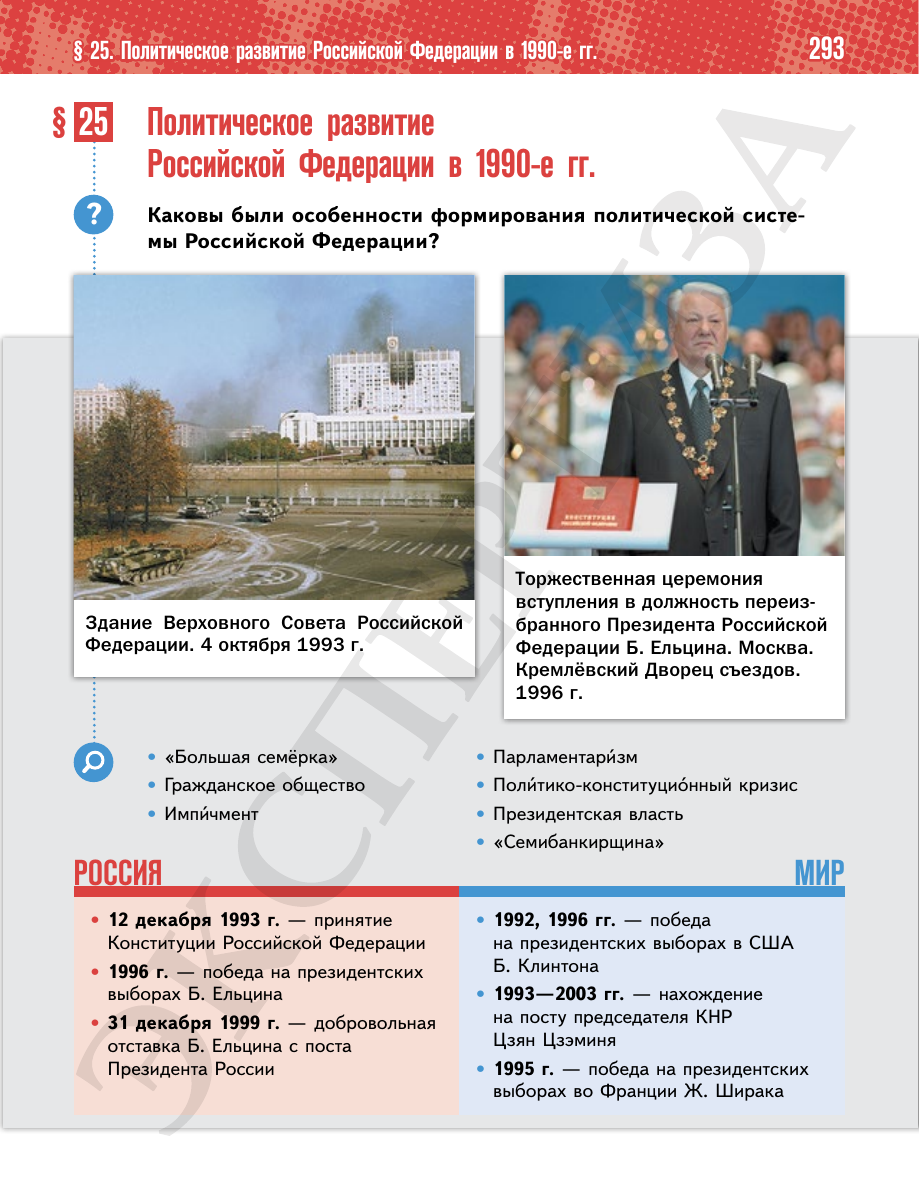 § 25. Политическое развитие Российской Федерации в 1990-е гг.
293
§ 25
Политическое развитие
Российской Федерации в 1990-е гг.
?
Каковы были особенности формирования политической систе-
мы Российской Федерации?
КОНСТИТУЦИЯ
РОССИЙСКОЙ ФЕДЕРАЦИИ
Здание Верховного Совета Российской
Федерации. 4 октября 1993 г.
Торжественная церемония
вступления в должность переиз-
бранного Президента Российской
Федерации Б. Ельцина. Москва.
Кремлёвский Дворец съездов.
1996 г.
• «Большая семёрка»
• Гражданское общество
• Импи́чмент
• Парламентари́зм
• Поли́тико-конституцио́нный кризис
• Президентская власть
• «Семибанкирщина»
РОССИЯ
• 12 декабря 1993 г. — принятие
Конституции Российской Федерации
• 1996 г. — победа на президентских
выборах Б. Ельцина
• 31 декабря 1999 г. — добровольная
отставка Б. Ельцина с поста
Президента России
МИР
• 1992, 1996 гг. — победа
на президентских выборах в США
Б. Клинтона
• 1993—2003 гг. — нахождение
на посту председателя КНР
Цзян Цзэминя
• 1995 г. — победа на президентских
выборах во Франции Ж. Ширака
ЭКСПЕРТИЗА